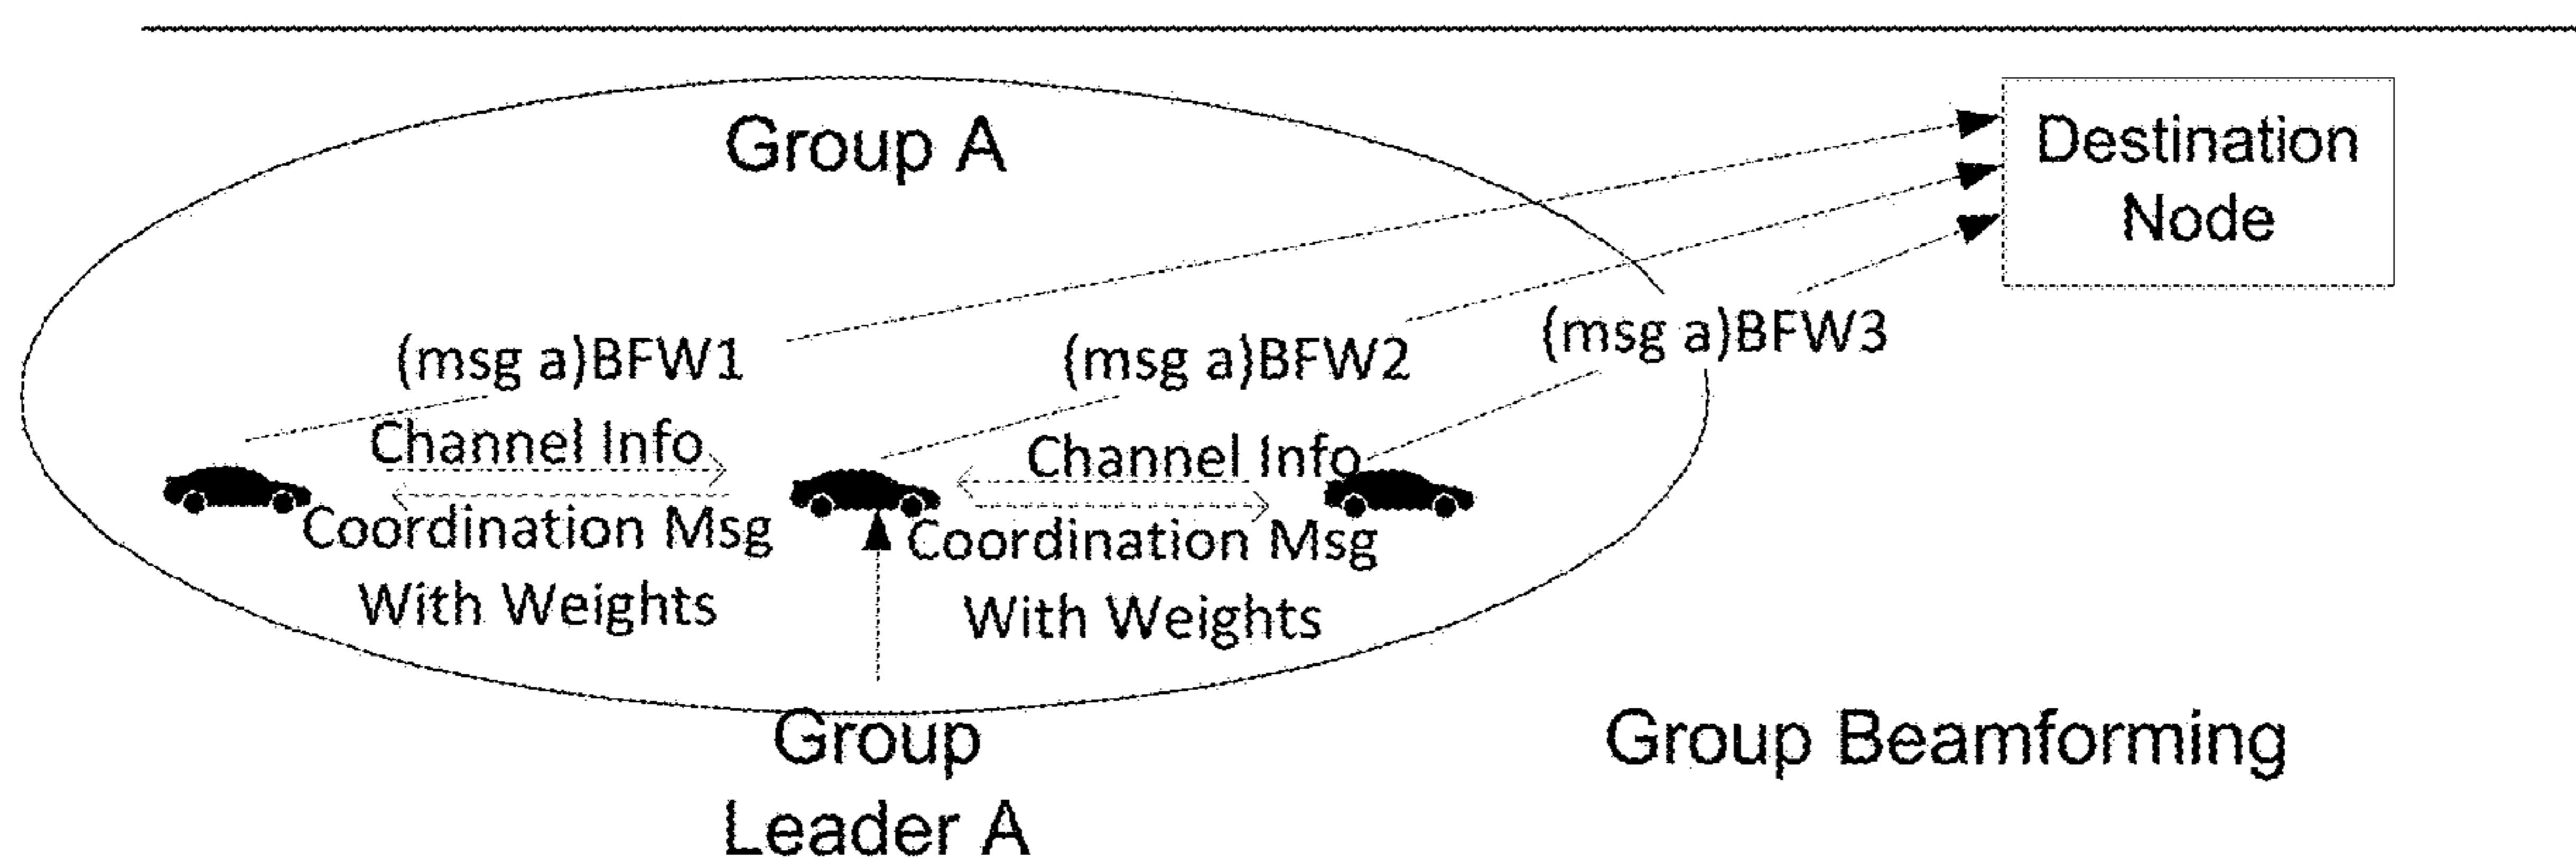 Group A
Destination
Node
(msg a)BFW1
(msg a)BFW2
(msg a)BFW3
Channel Info
Channel Info
Coordination Msg
With Weights
Coordination Msg
With Weights
Group
Leader A
Group Beamforming